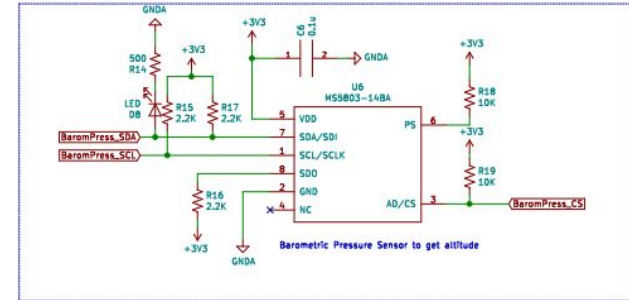 GNDA
+3V3
C6
0.1u
1
2
GNDA
+3V3
500
R14
+3V3
R18
10K
U6
MS5803-14BA
LED
D8
R15
2.2K
R17
2.2K
5
VDD
PS
6
+3V3
BaromPress_SDA
7
SDA/SDI
BaromPress_SCL
1
SCL/SCLK
8
SDO
R19
10K
R16
2.2K
2
GND
4
NC
AD/CS
3
BaromPress_CS
+3V3
GNDA
Barometric Pressure Sensor to get altitude